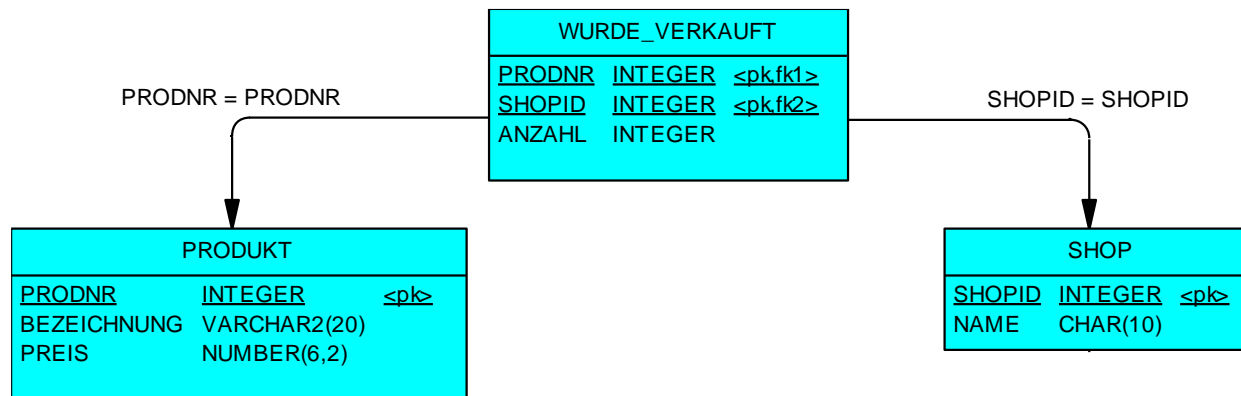 WURDE_VERKAUFT
PRODNR INTEGER <pk,fk1>
SHOPID INTEGER <pk,fk2>
ANZAHL INTEGER
PRODNR = PRODNR
SHOPID = SHOPID
PRODUKT
PRODNR INTEGER <pk>
BEZEICHNUNG VARCHAR2(20)
PREIS NUMBER(6,2)
SHOP
SHOPID INTEGER <pk>
NAME CHAR(10)